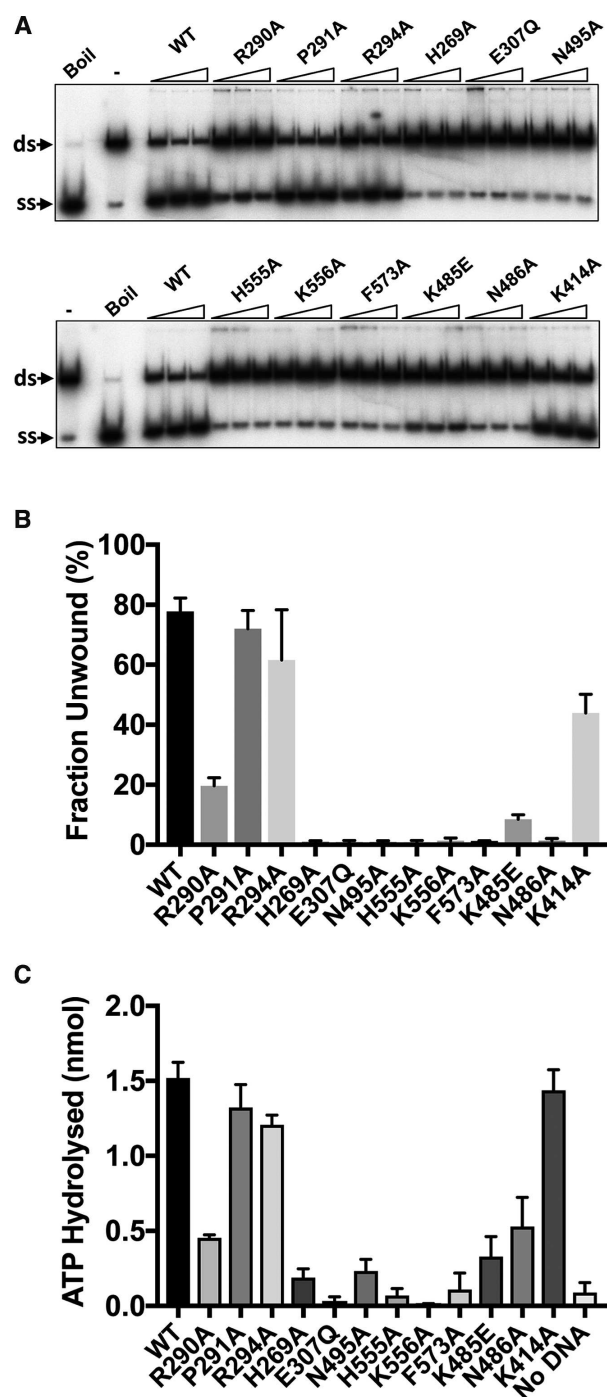 A
Boil - WT R290A P291A R294A H269A E307Q N495A
ds
ss
- Boil WT H555A K556A F573A K485E N486A K414A
ds
ss
B
Fraction Unwound (%)
100
80
60
40
20
0
WT R290A P291A R294A H269A E307Q N495A H555A K556A F573A K485E N486A K414A
C
ATP Hydrolysed (nmol)
2.0
1.5
1.0
0.5
0.0
WT R290A P291A R294A H269A E307Q N495A H555A K556A F573A K485E N486A K414A No DNA